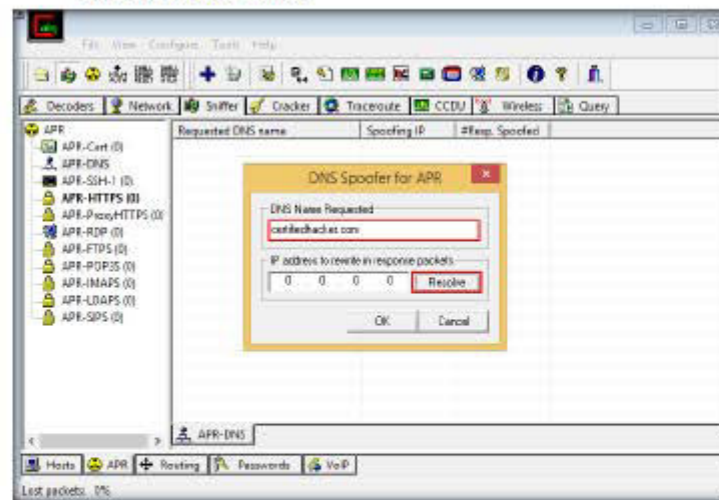 File View Configure Tools Help
Decoders Network Sniffer Cracker Traceroute CCDU Wireless Query
APR
APR-Cert (0)
APR-DNS
APR-SSH-1 (0)
APR-HTTPS (0)
APR-ProxyHTTPS (0)
APR-RDP (0)
APR-FTPS (0)
APR-POP3S (0)
APR-IMAPS (0)
APR-LDAPS (0)
APR-SIPS (0)
Requested DNS name Spoofing IP #Resp. Spoofed
DNS Spoofer for APR
DNS Name Requested
certifiedhacker.com
IP address to rewrite in response packets
0 0 0 0 Resolve
OK Cancel
APR-DNS
Hosts APR Routing Passwords VoIP
Lost packets: 0%